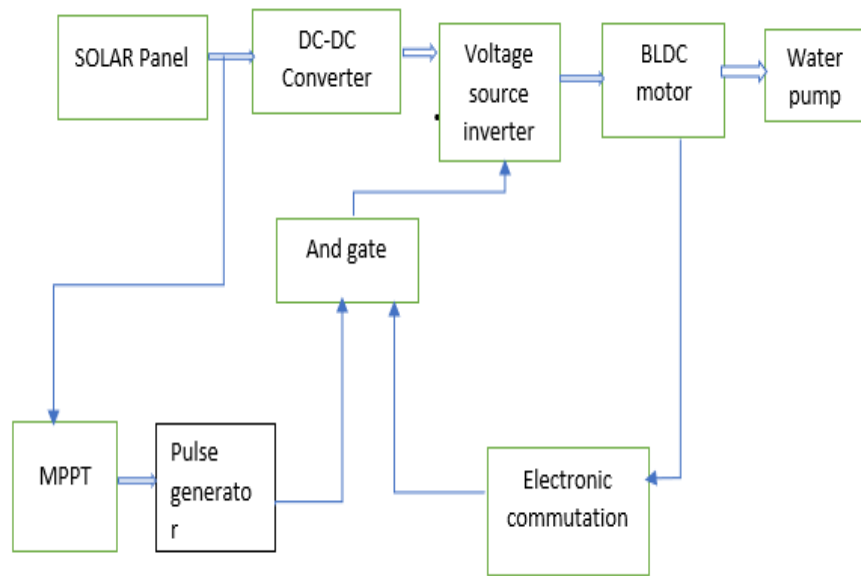 SOLAR Panel
DC-DC
Converter
Voltage
source
inverter
BLDC
motor
Water
pump
And gate
MPPT
Pulse
generato
r
Electronic
commutation